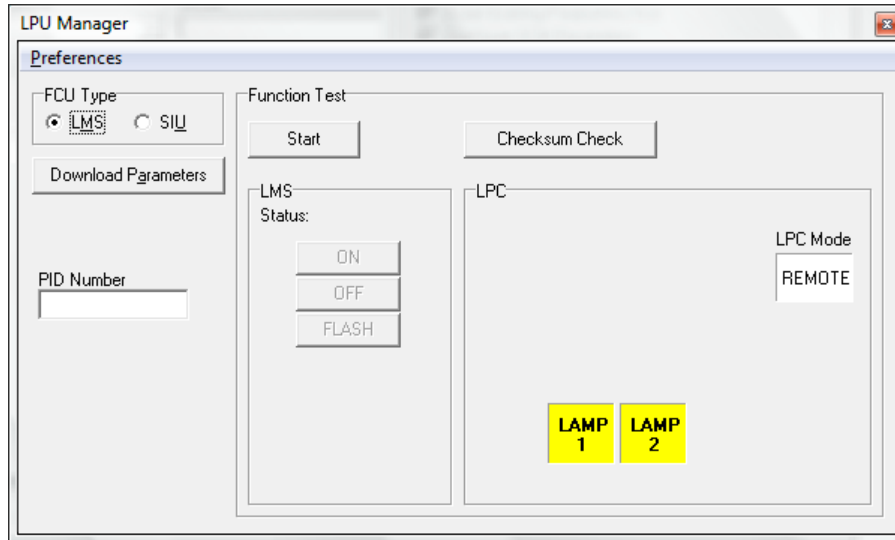 LPU Manager
Preferences
FCU Type
LMS SIU
Download Parameters
PID Number
Function Test
Start Checksum Check
LMS
Status:
ON
OFF
FLASH
LPC
LPC Mode
REMOTE
LAMP
1
LAMP
2